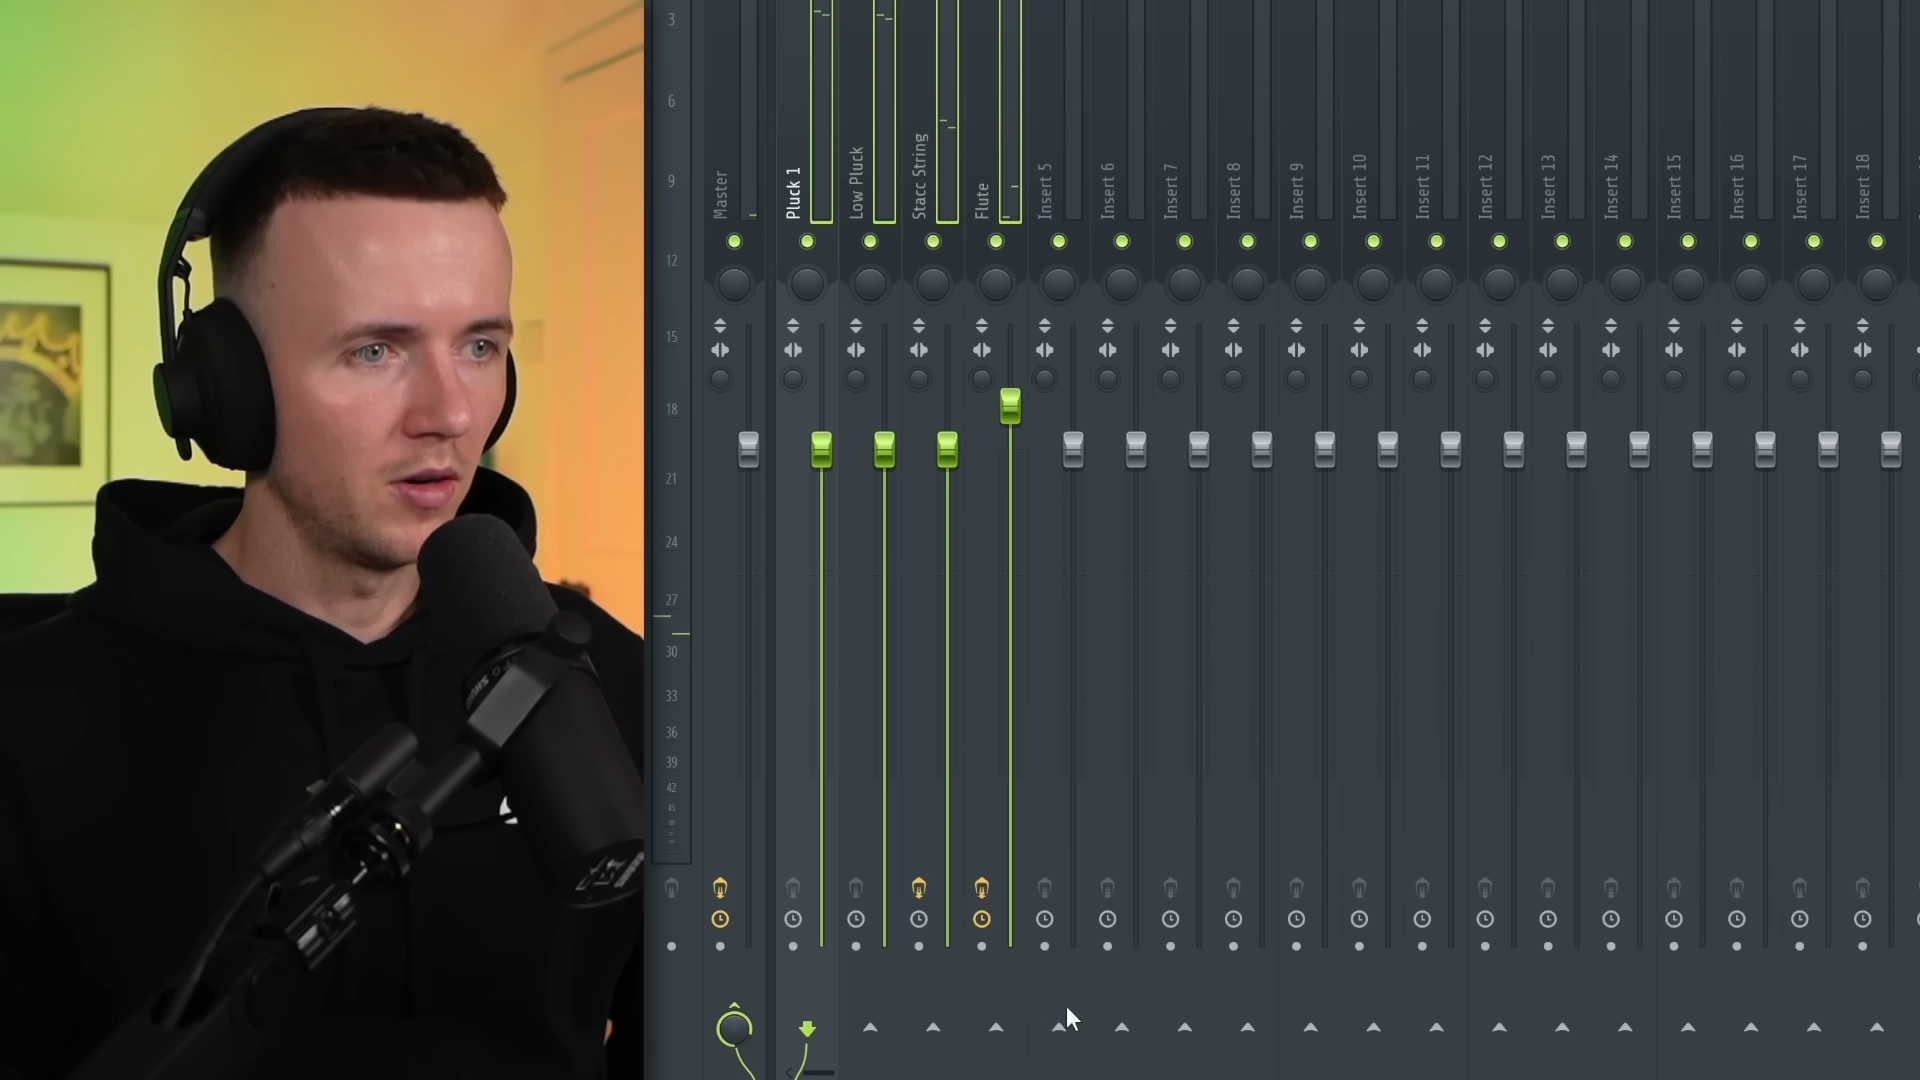 3
6
9
12
15
18
21
24
27
30
33
36
39
42
45
Master
Pluck 1
Low Pluck
Stacc String
Flute
Insert 5
Insert 6
Insert 7
Insert 8
Insert 9
Insert 10
Insert 11
Insert 12
Insert 13
Insert 14
Insert 15
Insert 16
Insert 17
Insert 18
SHURE